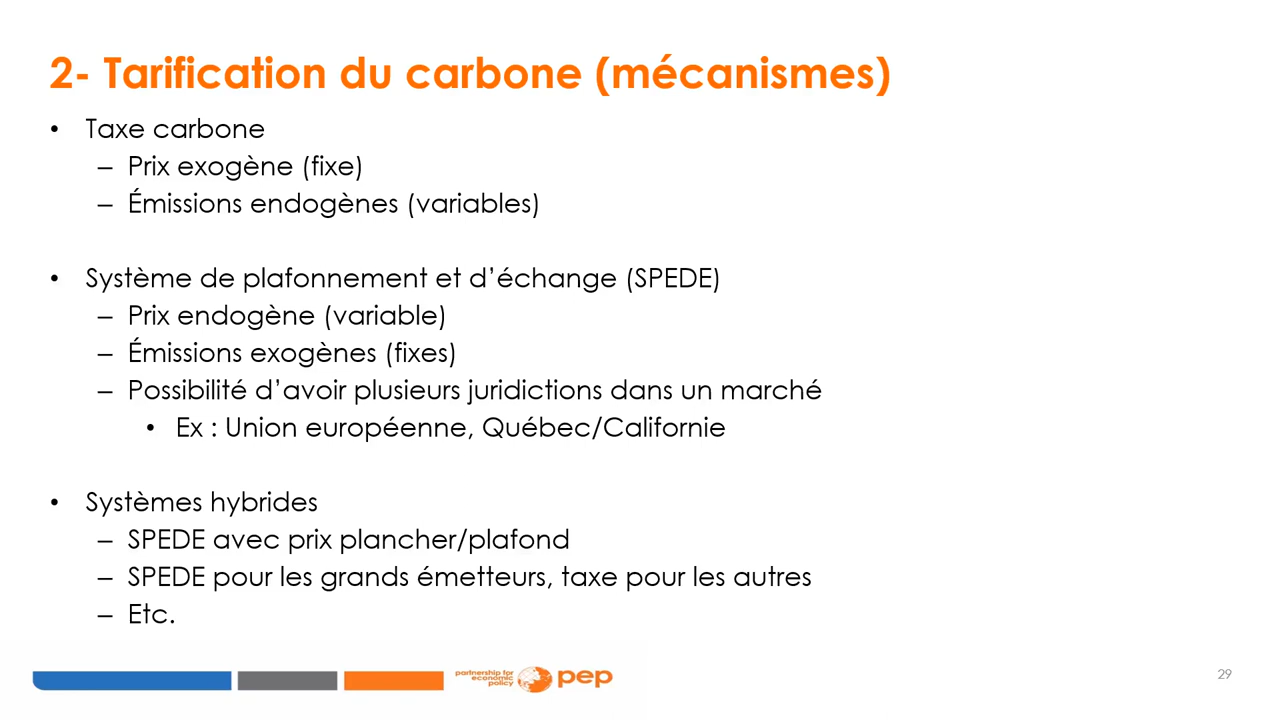 2- Tarification du carbone (mécanismes)
• Taxe carbone
– Prix exogène (fixe)
– Émissions endogènes (variables)
• Système de plafonnement et d’échange (SPEDE)
– Prix endogène (variable)
– Émissions exogènes (fixes)
– Possibilité d’avoir plusieurs juridictions dans un marché
• Ex : Union européenne, Québec/Californie
• Systèmes hybrides
– SPEDE avec prix plancher/plafond
– SPEDE pour les grands émetteurs, taxe pour les autres
– Etc.
partnership for
economic
policy
pep
29